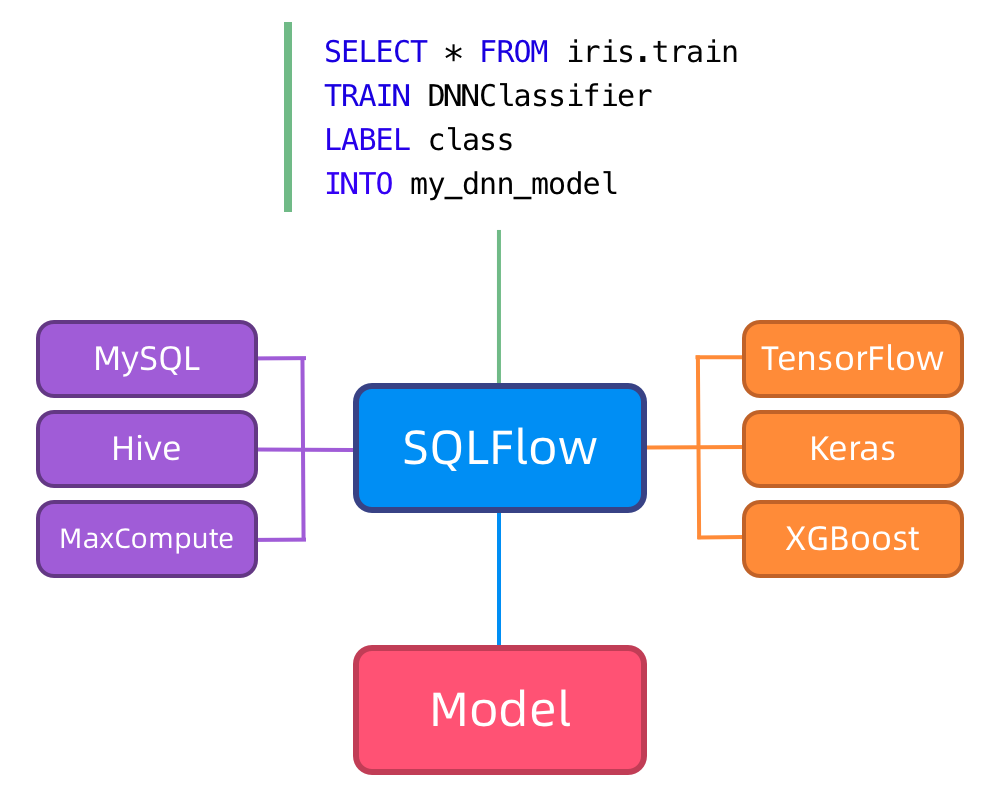 SELECT * FROM iris.train
TRAIN DNNClassifier
LABEL class
INTO my_dnn_model
MySQL
Hive
MaxCompute
SQLFlow
TensorFlow
Keras
XGBoost
Model